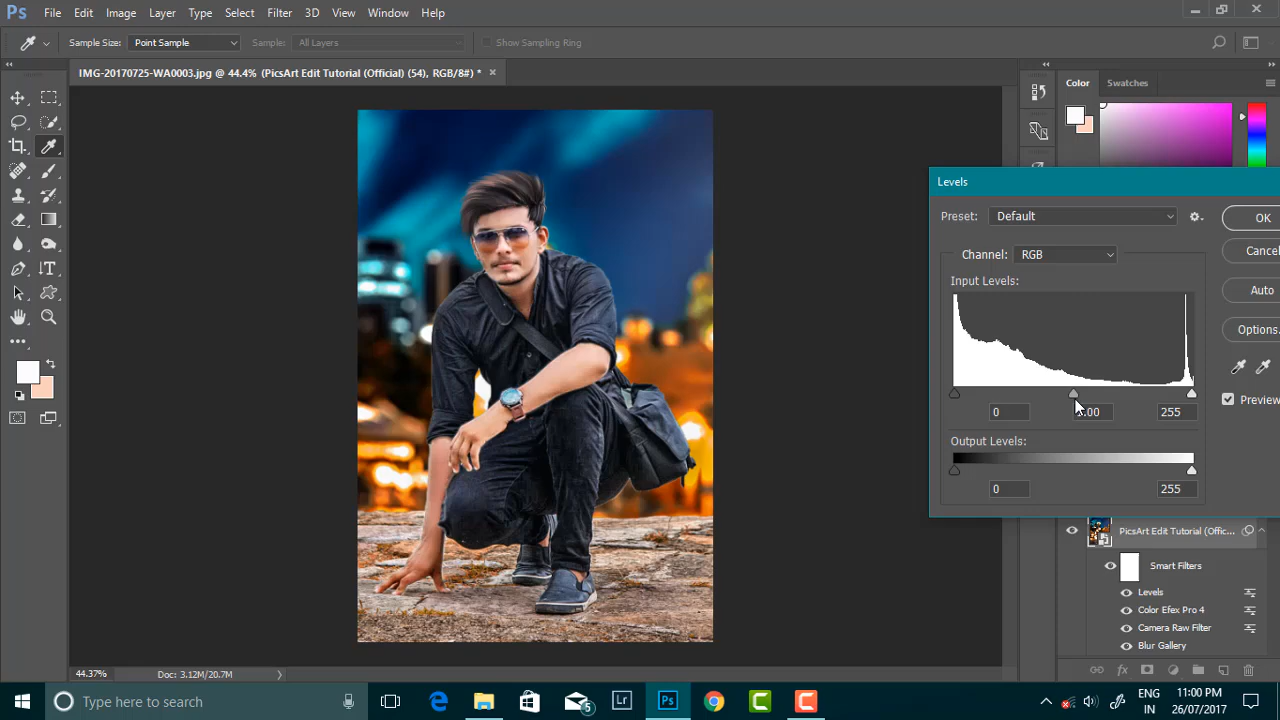 Ps File Edit Image Layer Type Select Filter 3D View Window Help
Sample Size: Point Sample Sample: All Layers Show Sampling Ring
IMG-20170725-WA0003.jpg @ 44.4% (PicsArt Edit Tutorial (Official) (54), RGB/8#) *
Color Swatches
Levels
Preset: Default OK
Channel: RGB Cancel
Input Levels: Auto
Options...
0 255 Preview
Output Levels:
0 255
PicsArt Edit Tutorial (Offic...
Smart Filters
Levels
Color Efex Pro 4
Camera Raw Filter
Blur Gallery
44.37% Doc: 3.12M/20.7M
Type here to search 5 Lr Ps ENG IN 11:00 PM 26/07/2017